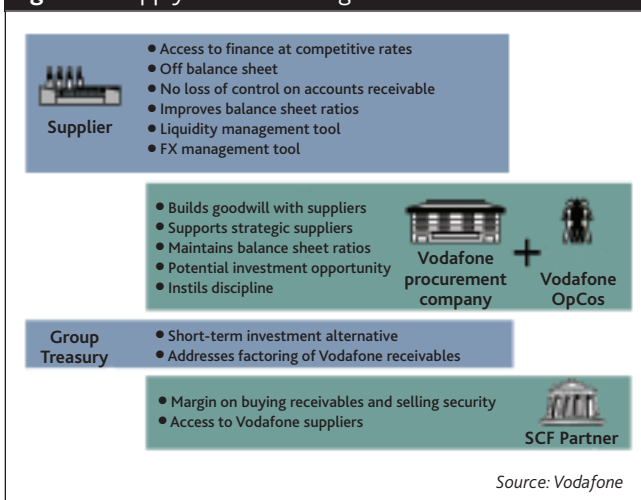 ● Access to finance at competitive rates
● Off balance sheet
● No loss of control on accounts receivable
● Improves balance sheet ratios
● Liquidity management tool
● FX management tool
Supplier
● Builds goodwill with suppliers
● Supports strategic suppliers
● Maintains balance sheet ratios
● Potential investment opportunity
● Instils discipline
Vodafone
procurement
company
+
Vodafone
OpCos
Group
Treasury
● Short-term investment alternative
● Addresses factoring of Vodafone receivables
● Margin on buying receivables and selling security
● Access to Vodafone suppliers
SCF Partner
Source: Vodafone